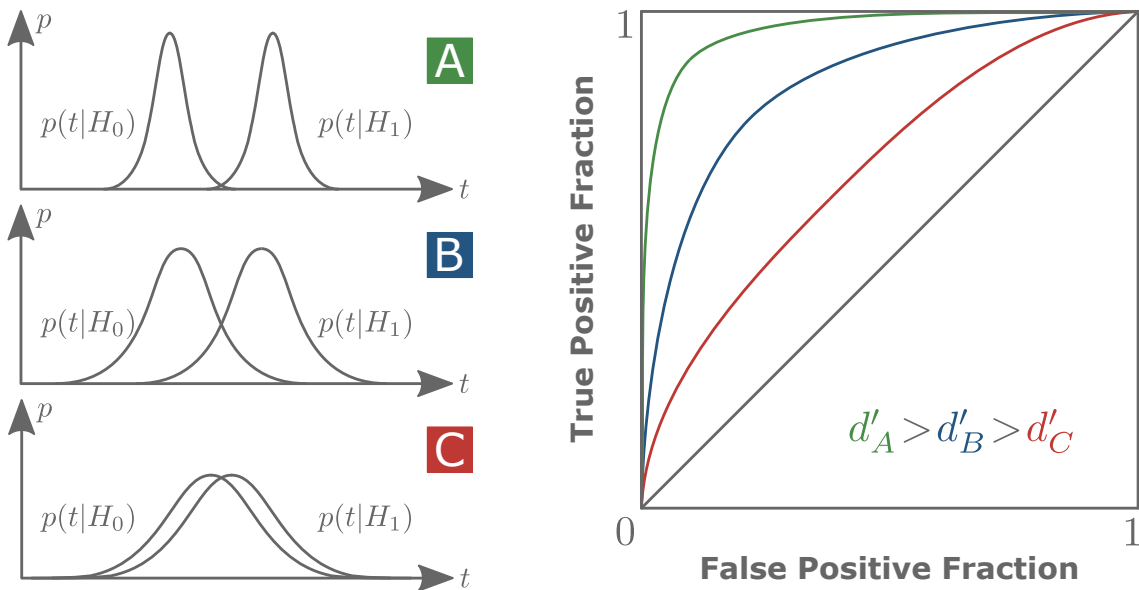 p
A
p(t|H₀)
p(t|H₁)
t
p
B
p(t|H₀)
p(t|H₁)
t
p
C
p(t|H₀)
p(t|H₁)
t
1
True Positive Fraction
d′_A > d′_B > d′_C
0
1
False Positive Fraction